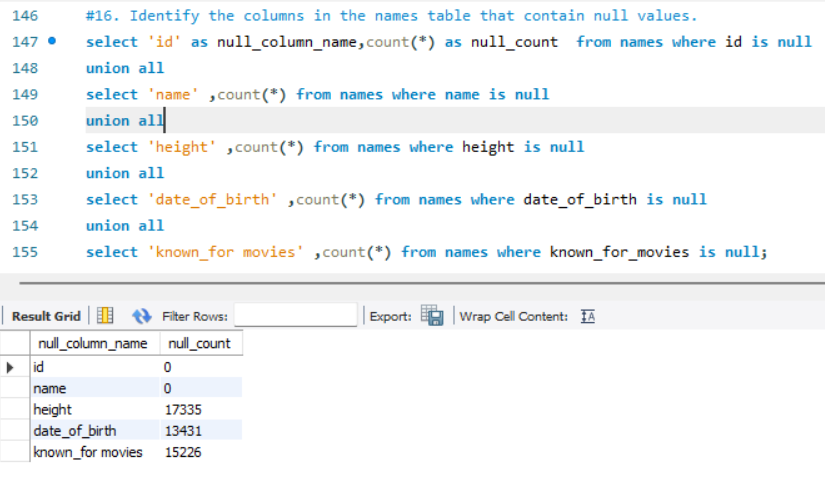 146 #16. Identify the columns in the names table that contain null values.
147 select 'id' as null_column_name,count(*) as null_count from names where id is null
148 union all
149 select 'name' ,count(*) from names where name is null
150 union all
151 select 'height' ,count(*) from names where height is null
152 union all
153 select 'date_of_birth' ,count(*) from names where date_of_birth is null
154 union all
155 select 'known_for movies' ,count(*) from names where known_for_movies is null;
Result Grid Filter Rows: Export: Wrap Cell Content: IA
null_column_name null_count
id 0
name 0
height 17335
date_of_birth 13431
known_for movies 15226